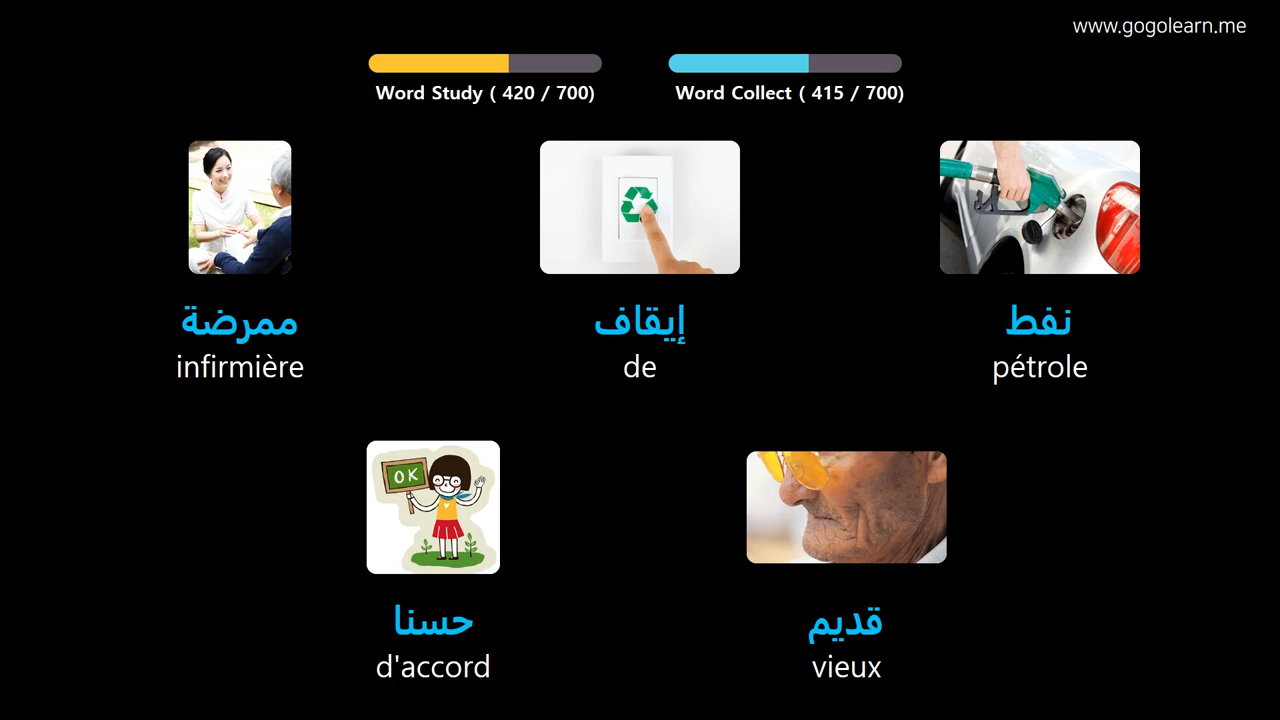 www.gogolearn.me
Word Study ( 420 / 700)
Word Collect ( 415 / 700)
ممرضة
infirmière
إيقاف
de
نفط
pétrole
OK
حسنا
d'accord
قديم
vieux